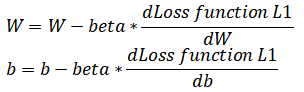 W = W − beta * dLoss function L1 / dW
b = b − beta * dLoss function L1 / db